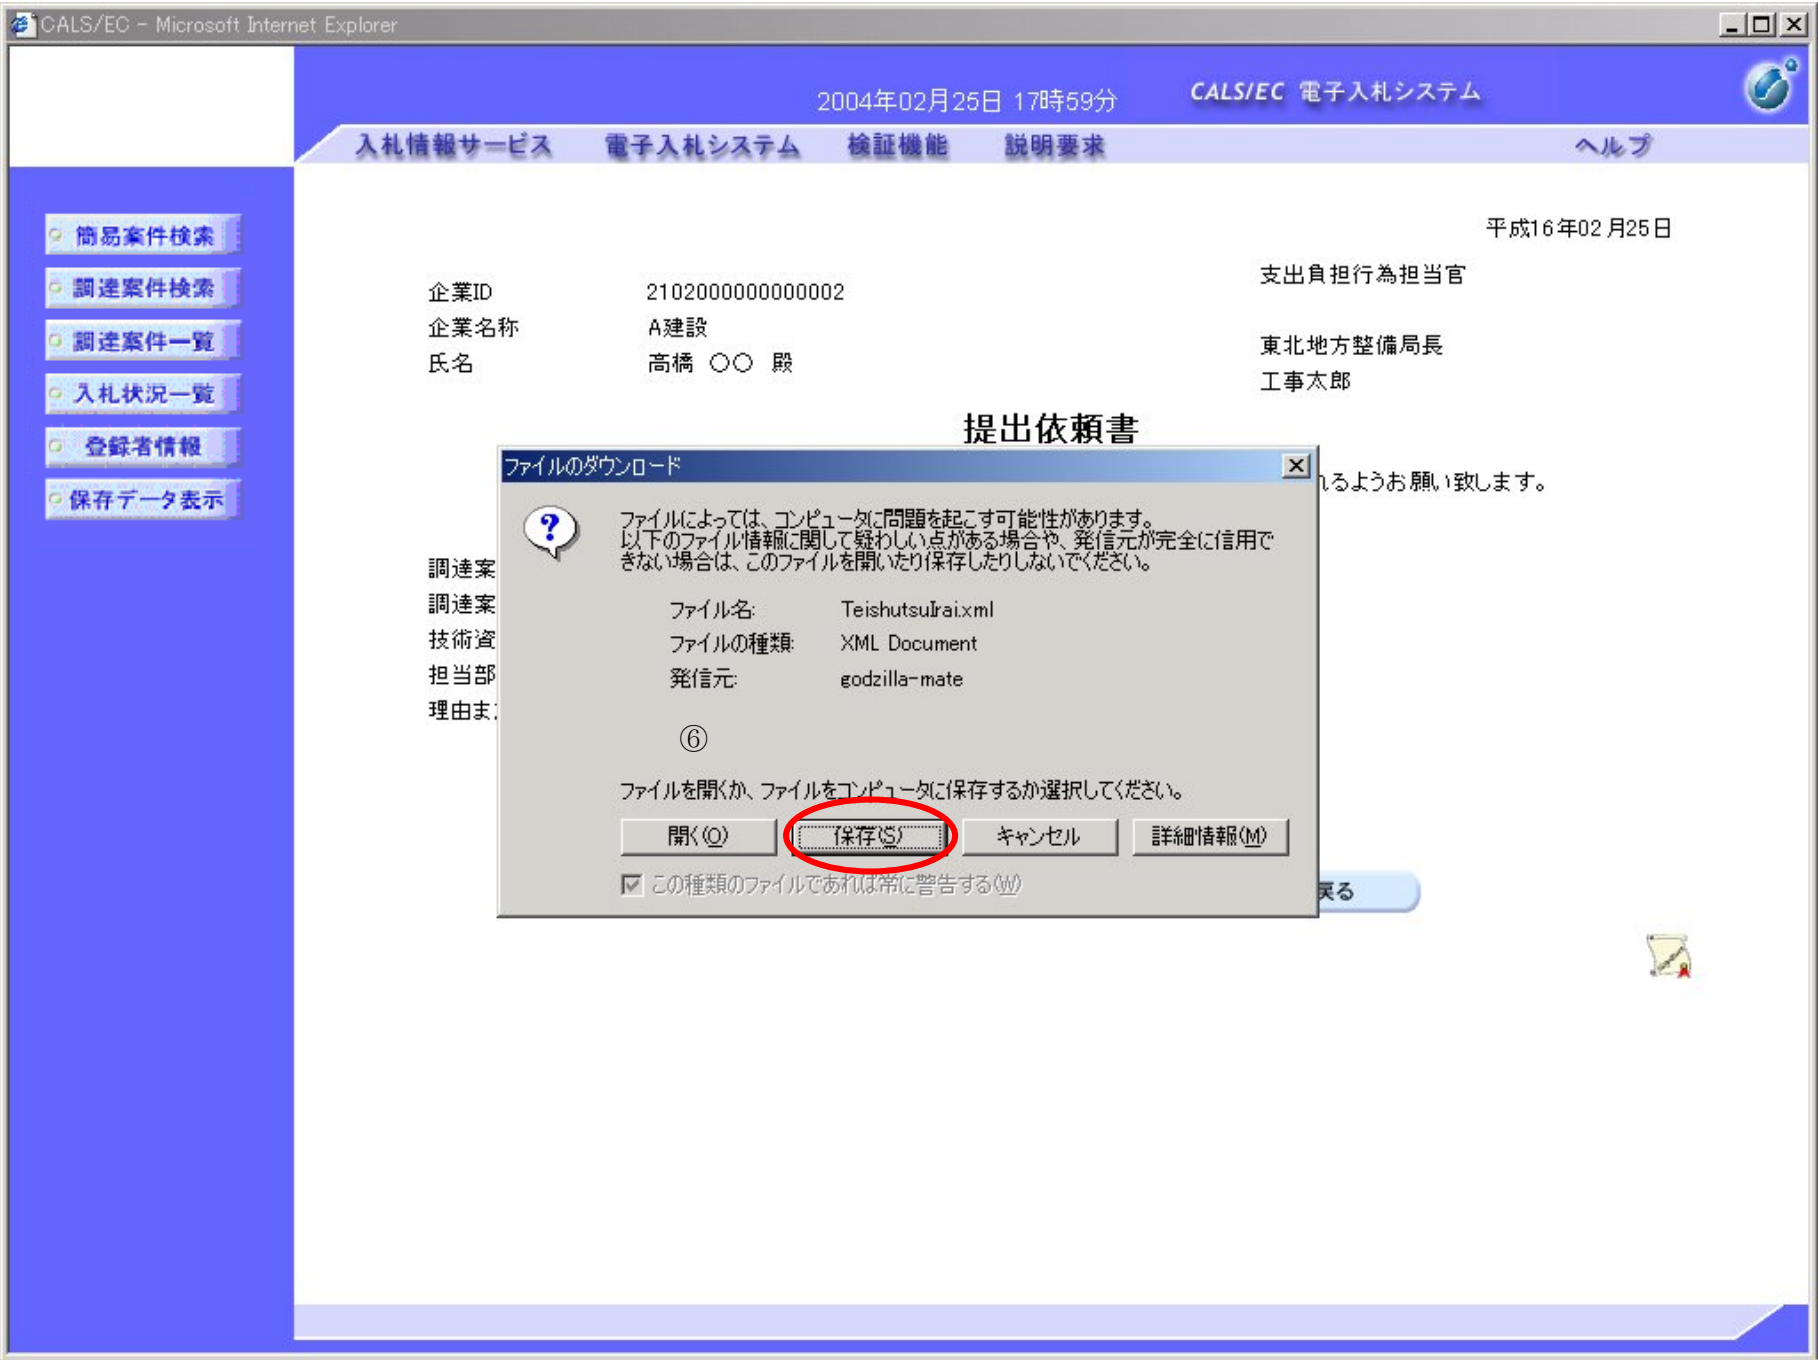 CALS/EC - Microsoft Internet Explorer
2004年02月25日 17時59分
CALS/EC 電子入札システム
入札情報サービス 電子入札システム 検証機能 説明要求 ヘルプ
簡易案件検索
調達案件検索
調達案件一覧
入札状況一覧
登録者情報
保存データ表示
平成16年02月25日
支出負担行為担当官
企業ID 2102000000000002
企業名称 A建設
氏名 高橋 〇〇 殿
東北地方整備局長
工事太郎
提出依頼書
れるようお願い致します。
調達案
調達案
技術資
担当部
理由ま
ファイルのダウンロード
ファイルによっては、コンピュータに問題を起こす可能性があります。
以下のファイル情報に関して疑わしい点がある場合や、発信元が完全に信用で
きない場合は、このファイルを開いたり保存したりしないでください。
ファイル名: TeishutsuIrai.xml
ファイルの種類: XML Document
発信元: godzilla-mate
⑥
ファイルを開くか、ファイルをコンピュータに保存するか選択してください。
開く(O) 保存(S) キャンセル 詳細情報(M)
この種類のファイルであれば常に警告する(W)
戻る